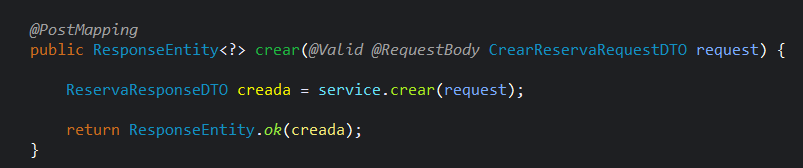 @PostMapping
public ResponseEntity<?> crear(@Valid @RequestBody CrearReservaRequestDTO request) {
ReservaResponseDTO creada = service.crear(request);
return ResponseEntity.ok(creada);
}